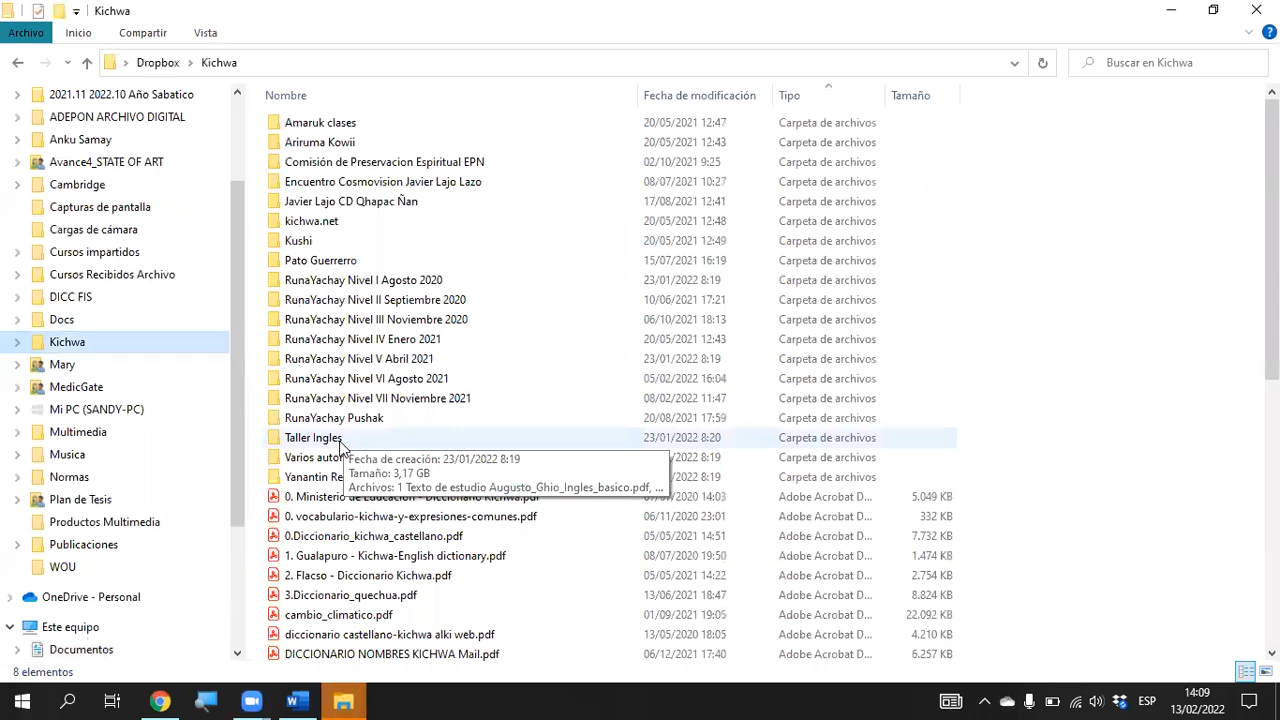 Kichwa
Archivo Inicio Compartir Vista
Dropbox Kichwa Buscar en Kichwa
Nombre Fecha de modificación Tipo Tamaño
2021.11 2022.10 Año Sabatico
ADEPON ARCHIVO DIGITAL
Anku Samay
Avance4_STATE OF ART
Cambridge
Capturas de pantalla
Cargas de cámara
Cursos impartidos
Cursos Recibidos Archivo
DICC FIS
Docs
Kichwa
Mary
MedicGate
Mi PC (SANDY-PC)
Multimedia
Musica
Normas
Plan de Tesis
Productos Multimedia
Publicaciones
WOU
OneDrive - Personal
Este equipo
Documentos
Amaruk clases 20/05/2021 12:47 Carpeta de archivos
Ariruma Kowii 20/05/2021 12:43 Carpeta de archivos
Comisión de Preservacion Espiritual EPN 02/10/2021 9:25 Carpeta de archivos
Encuentro Cosmovision Javier Lajo Lazo 08/07/2021 10:27 Carpeta de archivos
Javier Lajo CD Qhapac Ñan 17/08/2021 12:41 Carpeta de archivos
kichwa.net 20/05/2021 12:48 Carpeta de archivos
Kushi 20/05/2021 12:49 Carpeta de archivos
Pato Guerrerro 15/07/2021 16:19 Carpeta de archivos
RunaYachay Nivel I Agosto 2020 23/01/2022 8:19 Carpeta de archivos
RunaYachay Nivel II Septiembre 2020 10/06/2021 17:21 Carpeta de archivos
RunaYachay Nivel III Noviembre 2020 06/10/2021 18:13 Carpeta de archivos
RunaYachay Nivel IV Enero 2021 20/05/2021 12:43 Carpeta de archivos
RunaYachay Nivel V Abril 2021 23/01/2022 8:19 Carpeta de archivos
RunaYachay Nivel VI Agosto 2021 05/02/2022 16:04 Carpeta de archivos
RunaYachay Nivel VII Noviembre 2021 08/02/2022 11:47 Carpeta de archivos
RunaYachay Pushak 20/08/2021 17:59 Carpeta de archivos
Taller Ingles 23/01/2022 8:20 Carpeta de archivos
Varios 8:19 Carpeta de archivos
Yanantin 8:19 Carpeta de archivos
Fecha de creación: 23/01/2022 8:19
Tamaño: 3,17 GB
Archivos: 1 Texto de estudio Augusto_Ghio_Ingles_basico.pdf, ...
0. Ministerio de Educación - Diccionario Kichwa.pdf 14:03 Adobe Acrobat D... 5.049 KB
0. vocabulario-kichwa-y-expresiones-comunes.pdf 06/11/2020 23:01 Adobe Acrobat D... 332 KB
0.Diccionario_kichwa_castellano.pdf 05/05/2021 14:51 Adobe Acrobat D... 7.732 KB
1. Gualapuro - Kichwa-English dictionary.pdf 08/07/2020 19:50 Adobe Acrobat D... 1.474 KB
2. Flacso - Diccionario Kichwa.pdf 05/05/2021 14:22 Adobe Acrobat D... 2.754 KB
3.Diccionario_quechua.pdf 13/06/2021 18:47 Adobe Acrobat D... 8.824 KB
cambio_climatico.pdf 01/09/2021 19:05 Adobe Acrobat D... 22.092 KB
diccionario castellano-kichwa alki web.pdf 13/05/2020 18:05 Adobe Acrobat D... 4.210 KB
DICCIONARIO NOMBRES KICHWA Mail.pdf 06/12/2021 17:40 Adobe Acrobat D... 6.257 KB
8 elementos
ESP
14:09
13/02/2022